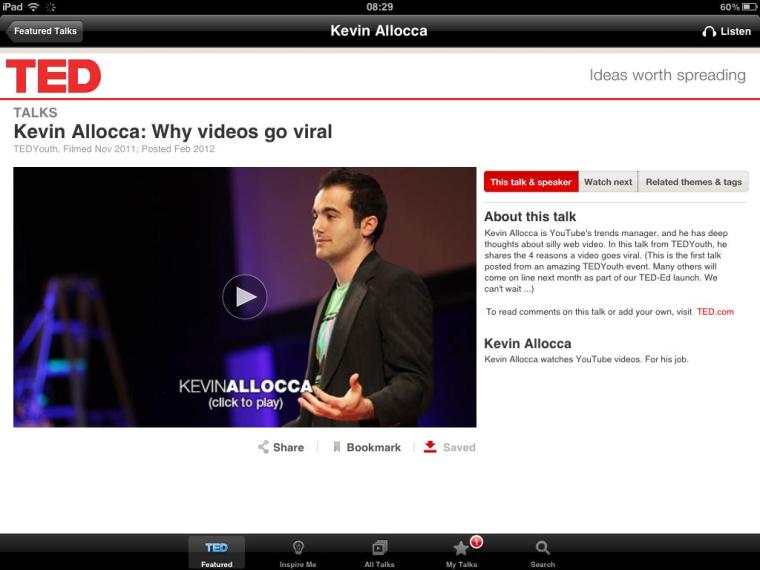 iPad 08:29 60%
Featured Talks Kevin Allocca Listen
TED Ideas worth spreading
TALKS
Kevin Allocca: Why videos go viral
TEDYouth, Filmed Nov 2011; Posted Feb 2012
KEVINALLOCCA
(click to play)
Share Bookmark Saved
This talk & speaker Watch next Related themes & tags
About this talk
Kevin Allocca is YouTube's trends manager, and he has deep
thoughts about silly web video. In this talk from TEDYouth, he
shares the 4 reasons a video goes viral. (This is the first talk
posted from an amazing TEDYouth event. Many others will
come on line next month as part of our TED-Ed launch. We
can't wait ...)
To read comments on this talk or add your own, visit TED.com
Kevin Allocca
Kevin Allocca watches YouTube videos. For his job.
TED 1
Featured Inspire Me All Talks My Talks Search